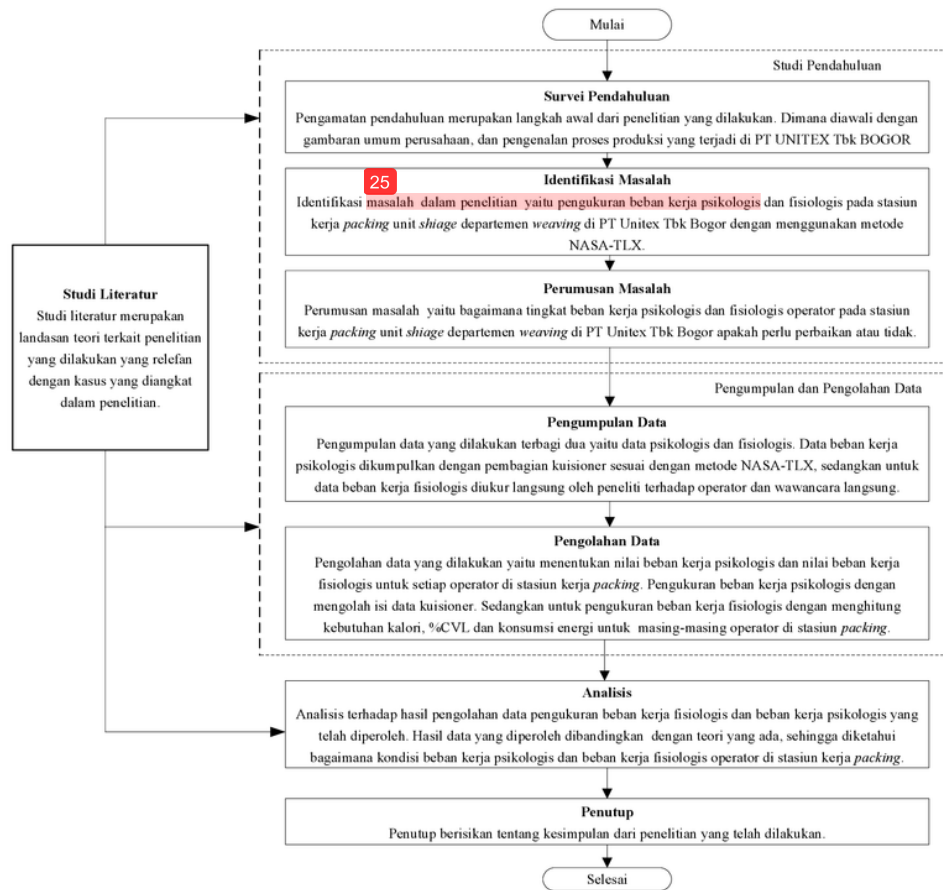 Mulai
Studi Pendahuluan
Survei Pendahuluan
Pengamatan pendahuluan merupakan langkah awal dari penelitian yang dilakukan. Dimana diawali dengan
gambaran umum perusahaan, dan pengenalan proses produksi yang terjadi di PT UNITEX Tbk BOGOR
25
Identifikasi Masalah
Identifikasi masalah dalam penelitian yaitu pengukuran beban kerja psikologis dan fisiologis pada stasiun
kerja packing unit shiage departemen weaving di PT Unitex Tbk Bogor dengan menggunakan metode
NASA-TLX.
Perumusan Masalah
Perumusan masalah yaitu bagaimana tingkat beban kerja psikologis dan fisiologis operator pada stasiun
kerja packing unit shiage departemen weaving di PT Unitex Tbk Bogor apakah perlu perbaikan atau tidak.
Studi Literatur
Studi literatur merupakan
landasan teori terkait penelitian
yang dilakukan yang relefan
dengan kasus yang diangkat
dalam penelitian.
Pengumpulan dan Pengolahan Data
Pengumpulan Data
Pengumpulan data yang dilakukan terbagi dua yaitu data psikologis dan fisiologis. Data beban kerja
psikologis dikumpulkan dengan pembagian kuisioner sesuai dengan metode NASA-TLX, sedangkan untuk
data beban kerja fisiologis diukur langsung oleh peneliti terhadap operator dan wawancara langsung.
Pengolahan Data
Pengolahan data yang dilakukan yaitu menentukan nilai beban kerja psikologis dan nilai beban kerja
fisiologis untuk setiap operator di stasiun kerja packing. Pengukuran beban kerja psikologis dengan
mengolah isi data kuisioner. Sedangkan untuk pengukuran beban kerja fisiologis dengan menghitung
kebutuhan kalori, %CVL dan konsumsi energi untuk masing-masing operator di stasiun packing.
Analisis
Analisis terhadap hasil pengolahan data pengukuran beban kerja fisiologis dan beban kerja psikologis yang
telah diperoleh. Hasil data yang diperoleh dibandingkan dengan teori yang ada, sehingga diketahui
bagaimana kondisi beban kerja psikologis dan beban kerja fisiologis operator di stasiun kerja packing.
Penutup
Penutup berisikan tentang kesimpulan dari penelitian yang telah dilakukan.
Selesai